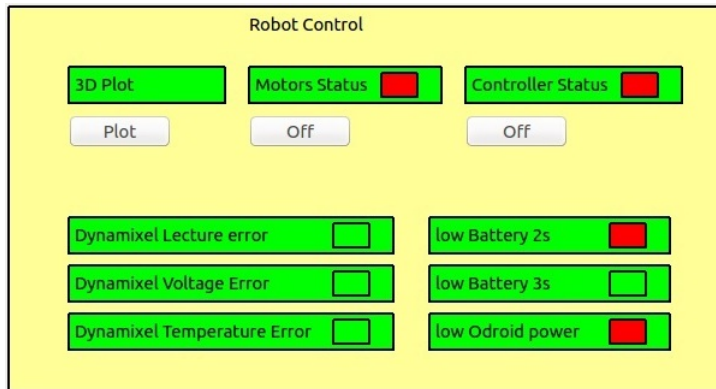 Robot Control
3D Plot
Motors Status
Controller Status
Plot
Off
Off
Dynamixel Lecture error
low Battery 2s
Dynamixel Voltage Error
low Battery 3s
Dynamixel Temperature Error
low Odroid power